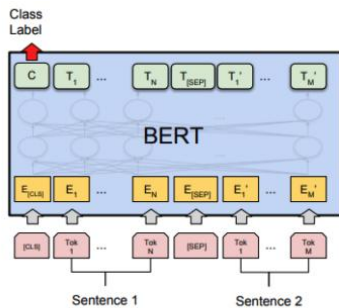 Class
Label
C T1 ... TN T[SEP] T1' ... TM'
BERT
E[CLS] E1 ... EN E[SEP] E1' ... EM'
[CLS] Tok 1 ... Tok N [SEP] Tok 1 ... Tok M
Sentence 1 Sentence 2